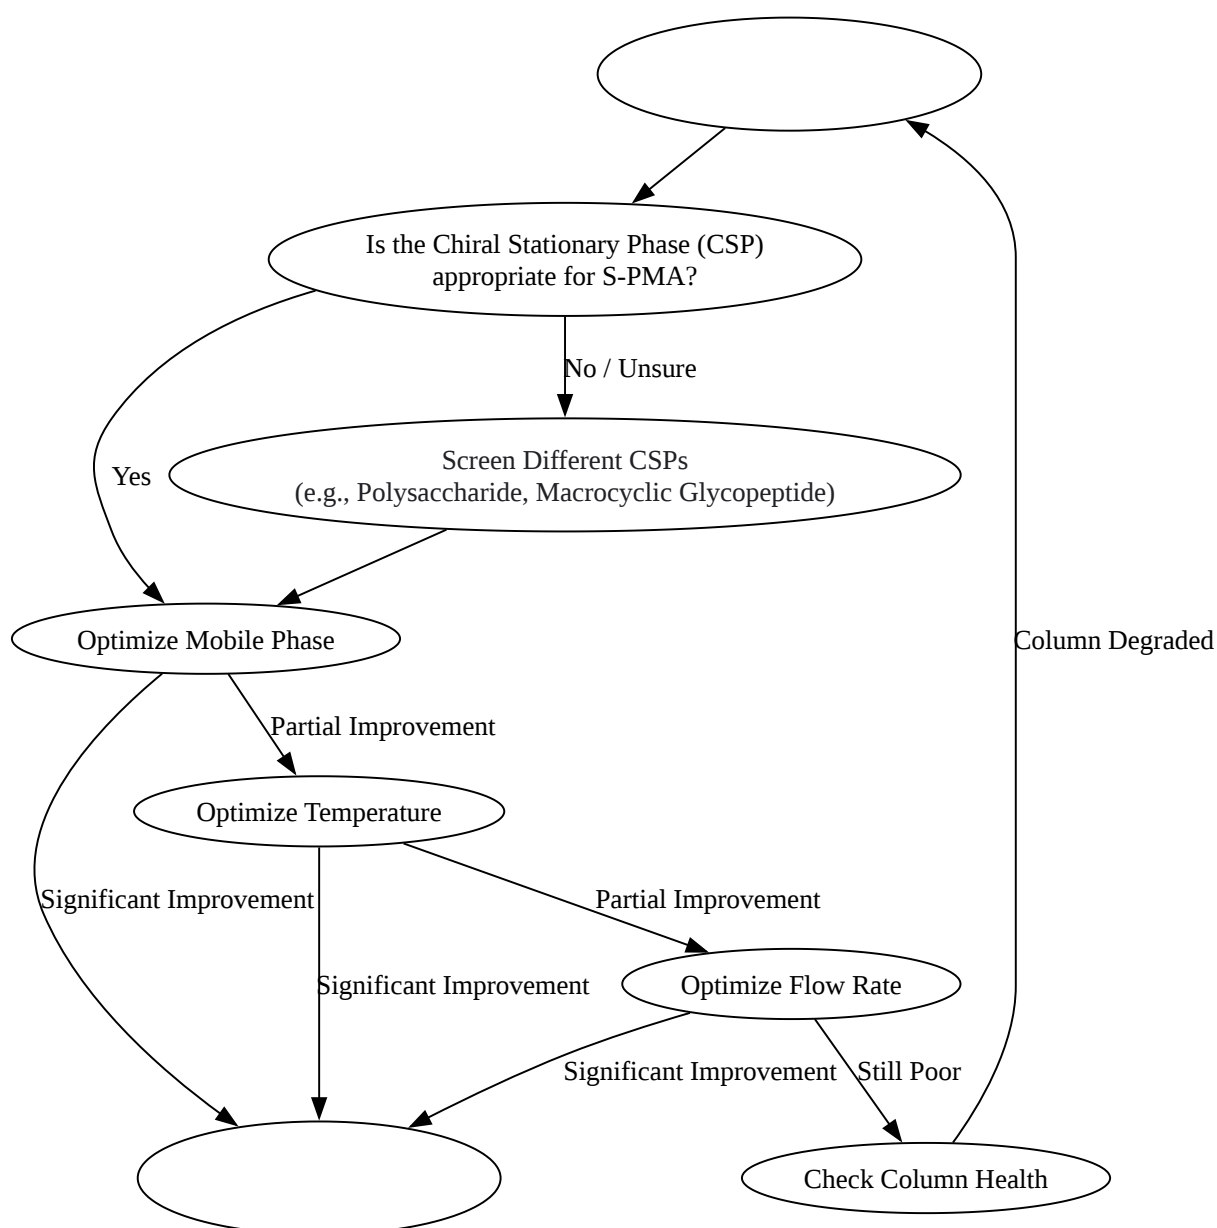 Is the Chiral Stationary Phase (CSP)
appropriate for S-PMA?
No / Unsure
Screen Different CSPs
(e.g., Polysaccharide, Macrocyclic Glycopeptide)
Yes
Optimize Mobile Phase
Column Degraded
Partial Improvement
Optimize Temperature
Significant Improvement
Partial Improvement
Significant Improvement
Optimize Flow Rate
Significant Improvement
Still Poor
Check Column Health